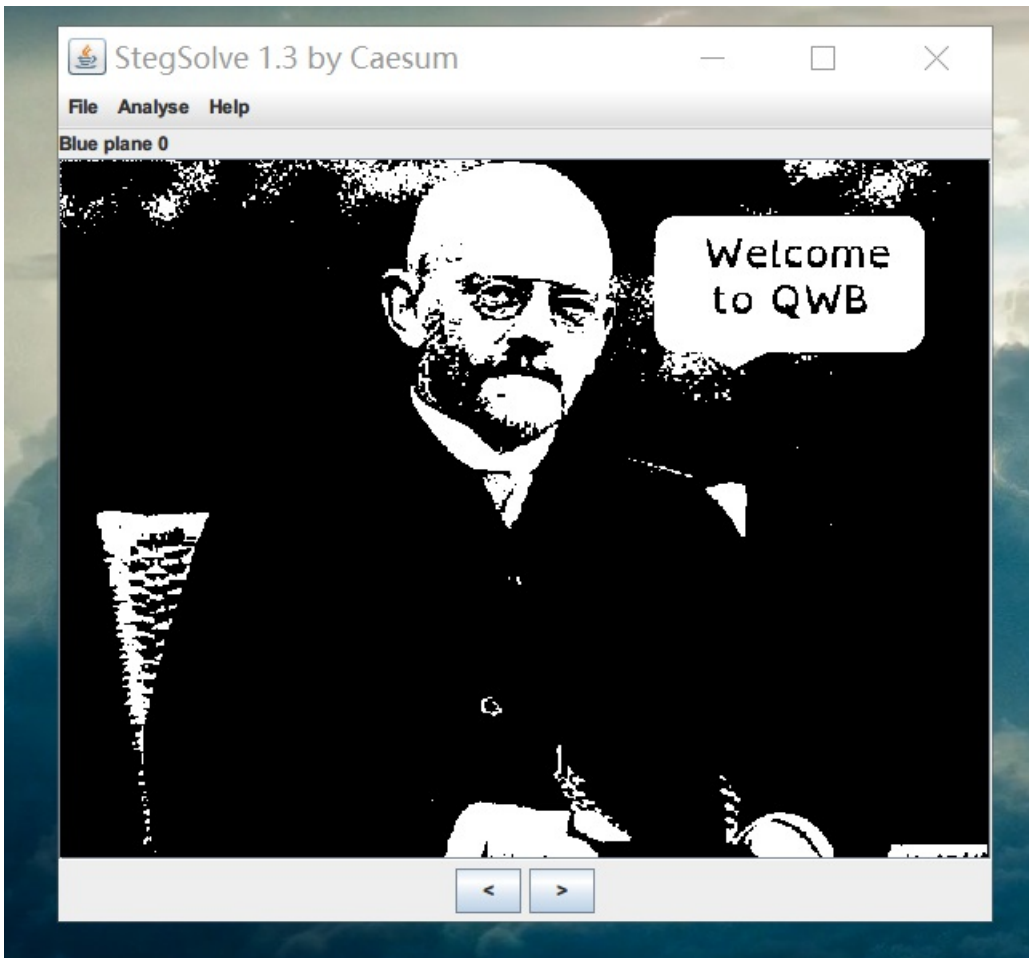 StegSolve 1.3 by Caesum
File Analyse Help
Blue plane 0
Welcome
to QWB
< >